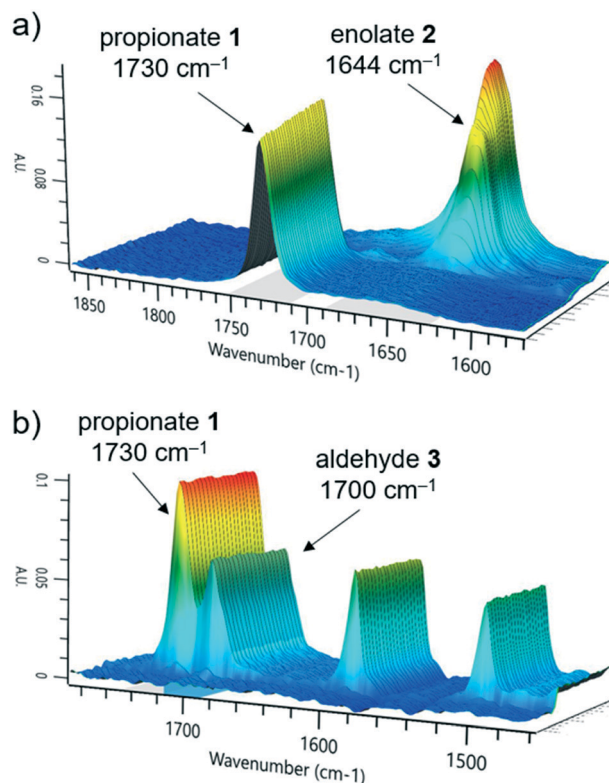 a)
propionate 1
1730 cm⁻¹
enolate 2
1644 cm⁻¹
0.16
0.08
0
A.U.
1850
1800
1750
1700
1650
1600
Wavenumber (cm-1)
b)
propionate 1
1730 cm⁻¹
aldehyde 3
1700 cm⁻¹
0.1
0.05
0
A.U.
1700
1600
1500
Wavenumber (cm-1)